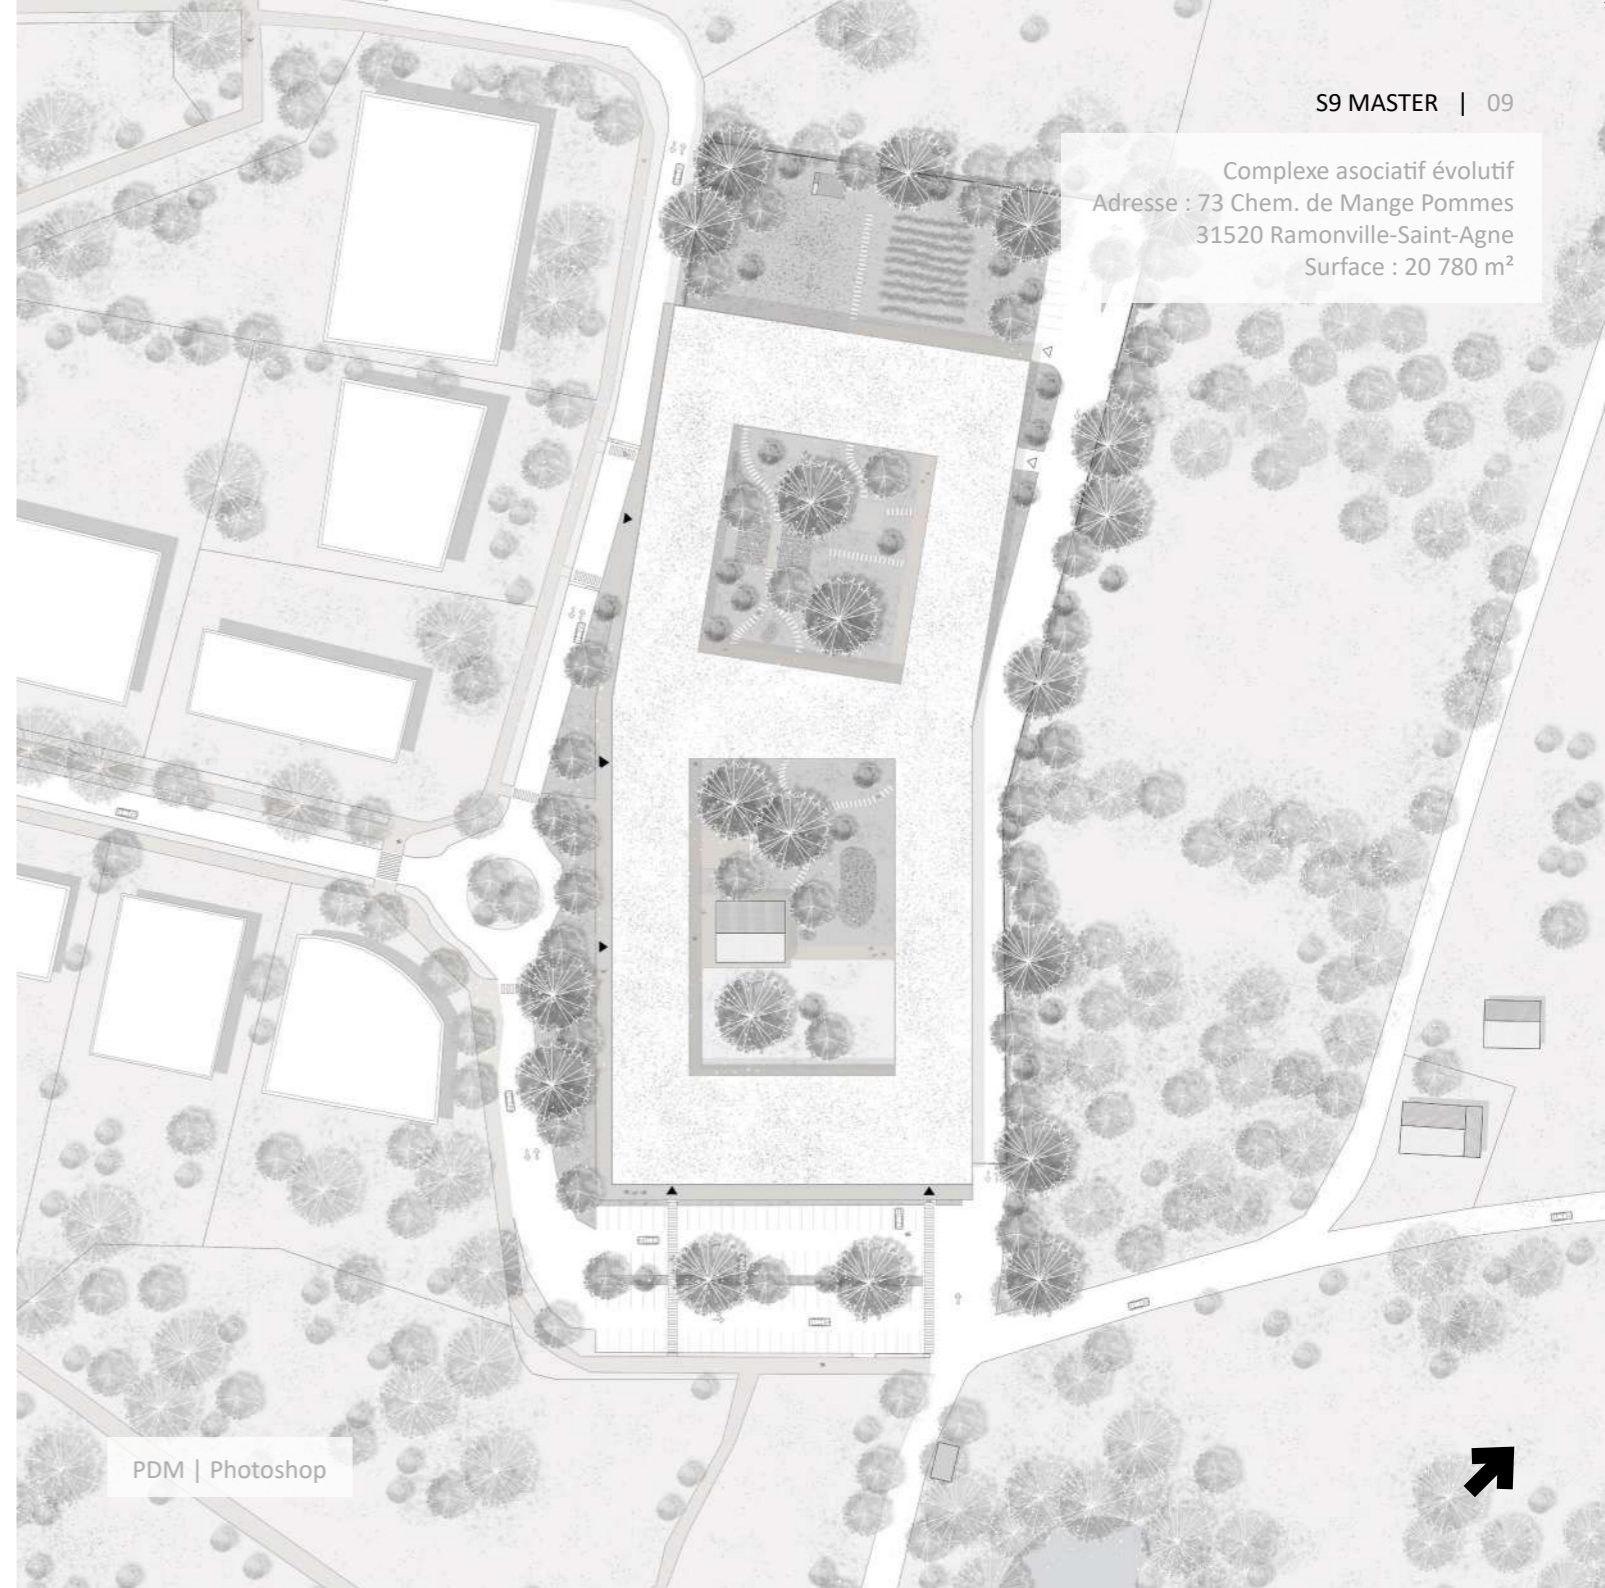 S9 MASTER | 09
Complexe asociatif évolutif
Adresse : 73 Chem. de Mange Pommes
31520 Ramonville-Saint-Agne
Surface : 20 780 m²
PDM | Photoshop